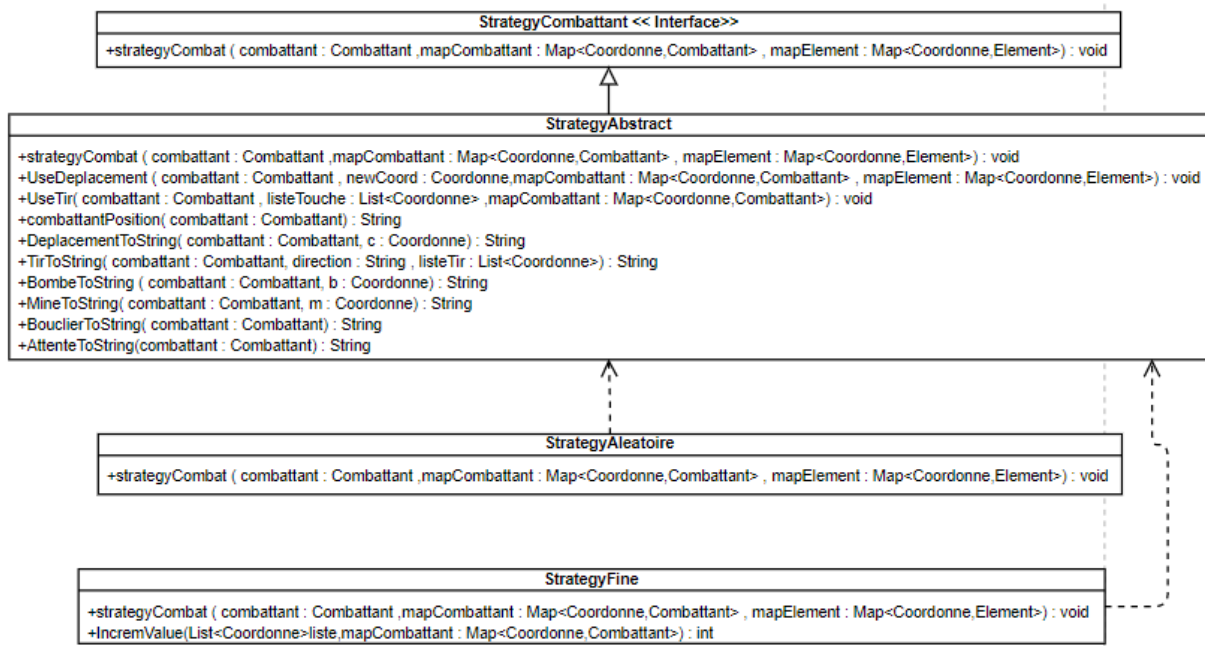 StrategyCombattant << Interface>>
+strategyCombat ( combattant : Combattant ,mapCombattant : Map<Coordonne,Combattant> , mapElement : Map<Coordonne,Element>) : void
StrategyAbstract
+strategyCombat ( combattant : Combattant ,mapCombattant : Map<Coordonne,Combattant> , mapElement : Map<Coordonne,Element>) : void
+UseDeplacement ( combattant : Combattant , newCoord : Coordonne,mapCombattant : Map<Coordonne,Combattant> , mapElement : Map<Coordonne,Element>) : void
+UseTir( combattant : Combattant , listeTouche : List<Coordonne> ,mapCombattant : Map<Coordonne,Combattant>) : void
+combattantPosition( combattant : Combattant) : String
+DeplacementToString( combattant : Combattant, c : Coordonne) : String
+TirToString( combattant : Combattant, direction : String , listeTir : List<Coordonne>) : String
+BombeToString ( combattant : Combattant, b : Coordonne) : String
+MineToString( combattant : Combattant, m : Coordonne) : String
+BouclierToString( combattant : Combattant) : String
+AttenteToString(combattant : Combattant) : String
StrategyAleatoire
+strategyCombat ( combattant : Combattant ,mapCombattant : Map<Coordonne,Combattant> , mapElement : Map<Coordonne,Element>) : void
StrategyFine
+strategyCombat ( combattant : Combattant ,mapCombattant : Map<Coordonne,Combattant> , mapElement : Map<Coordonne,Element>) : void
+IncremValue(List<Coordonne>liste,mapCombattant : Map<Coordonne,Combattant>) : int